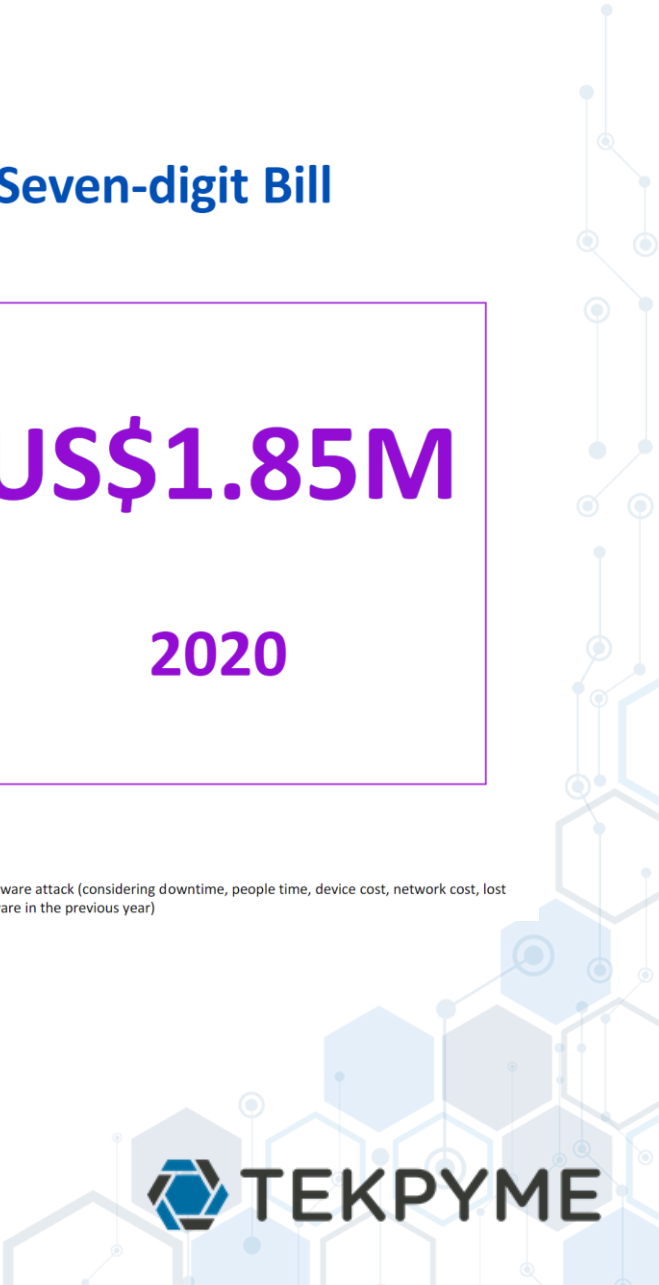 Seven-digit Bill
US$1.85M
2020
ware attack (considering downtime, people time, device cost, network cost, lost
are in the previous year)
TEKPYME